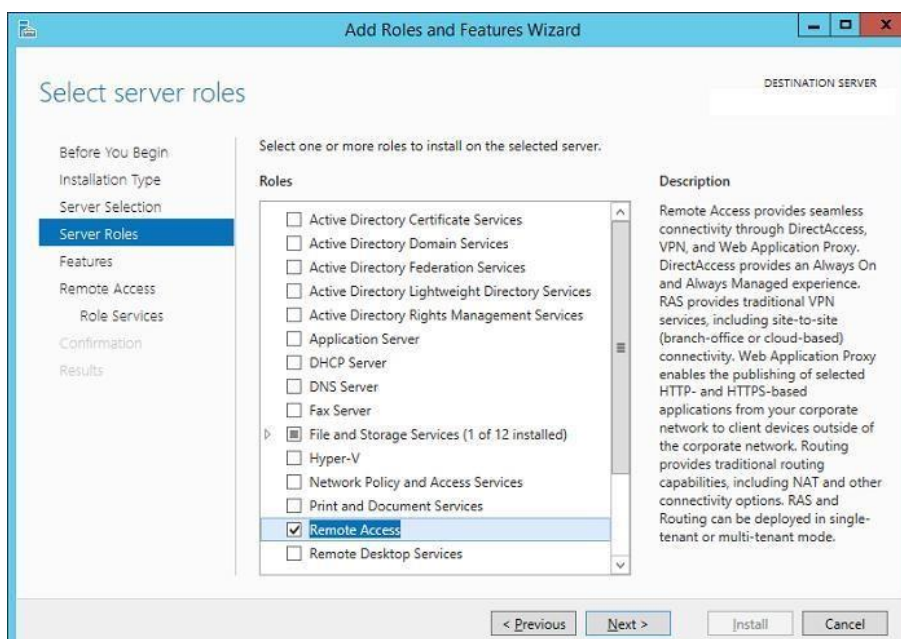 Add Roles and Features Wizard
Select server roles
DESTINATION SERVER
Before You Begin
Installation Type
Server Selection
Server Roles
Features
Remote Access
Role Services
Confirmation
Results
Select one or more roles to install on the selected server.
Roles
Active Directory Certificate Services
Active Directory Domain Services
Active Directory Federation Services
Active Directory Lightweight Directory Services
Active Directory Rights Management Services
Application Server
DHCP Server
DNS Server
Fax Server
File and Storage Services (1 of 12 installed)
Hyper-V
Network Policy and Access Services
Print and Document Services
Remote Access
Remote Desktop Services
Description
Remote Access provides seamless
connectivity through DirectAccess,
VPN, and Web Application Proxy.
DirectAccess provides an Always On
and Always Managed experience.
RAS provides traditional VPN
services, including site-to-site
(branch-office or cloud-based)
connectivity. Web Application Proxy
enables the publishing of selected
HTTP- and HTTPS-based
applications from your corporate
network to client devices outside of
the corporate network. Routing
provides traditional routing
capabilities, including NAT and other
connectivity options. RAS and
Routing can be deployed in single-
tenant or multi-tenant mode.
< Previous
Next >
Install
Cancel